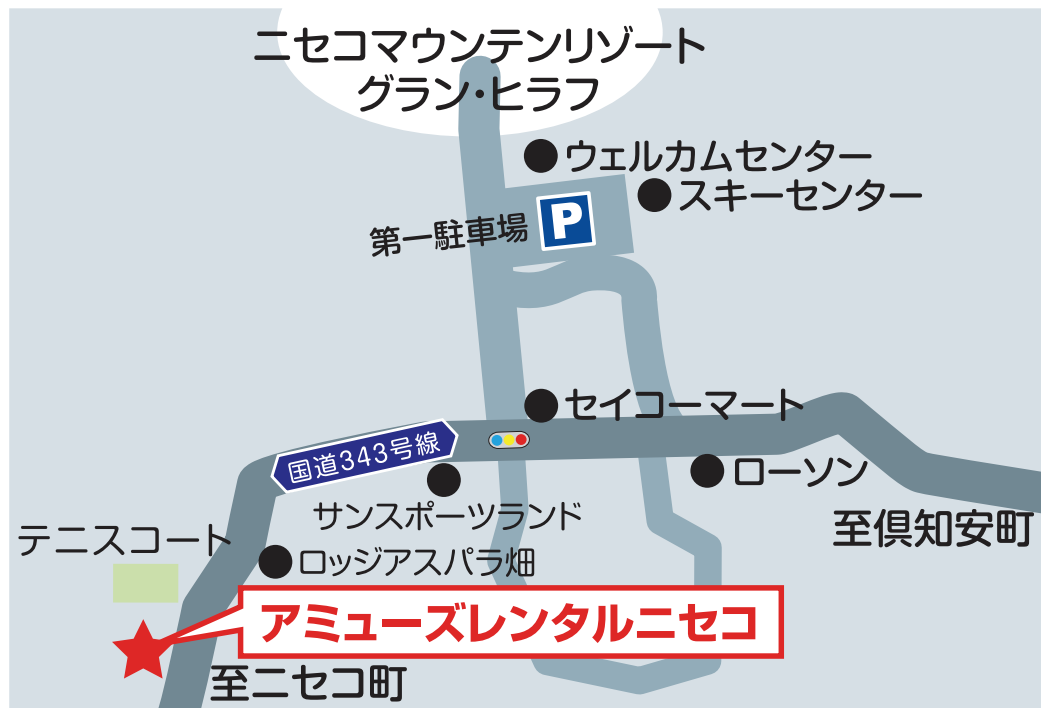 ニセコマウンテンリゾート
グラン・ヒラフ
ウェルカムセンター
スキーセンター
第一駐車場
P
セイコーマート
国道343号線
ローソン
サンスポーツランド
至倶知安町
テニスコート
ロッジアスパラ畑
アミューズレンタルニセコ
至ニセコ町